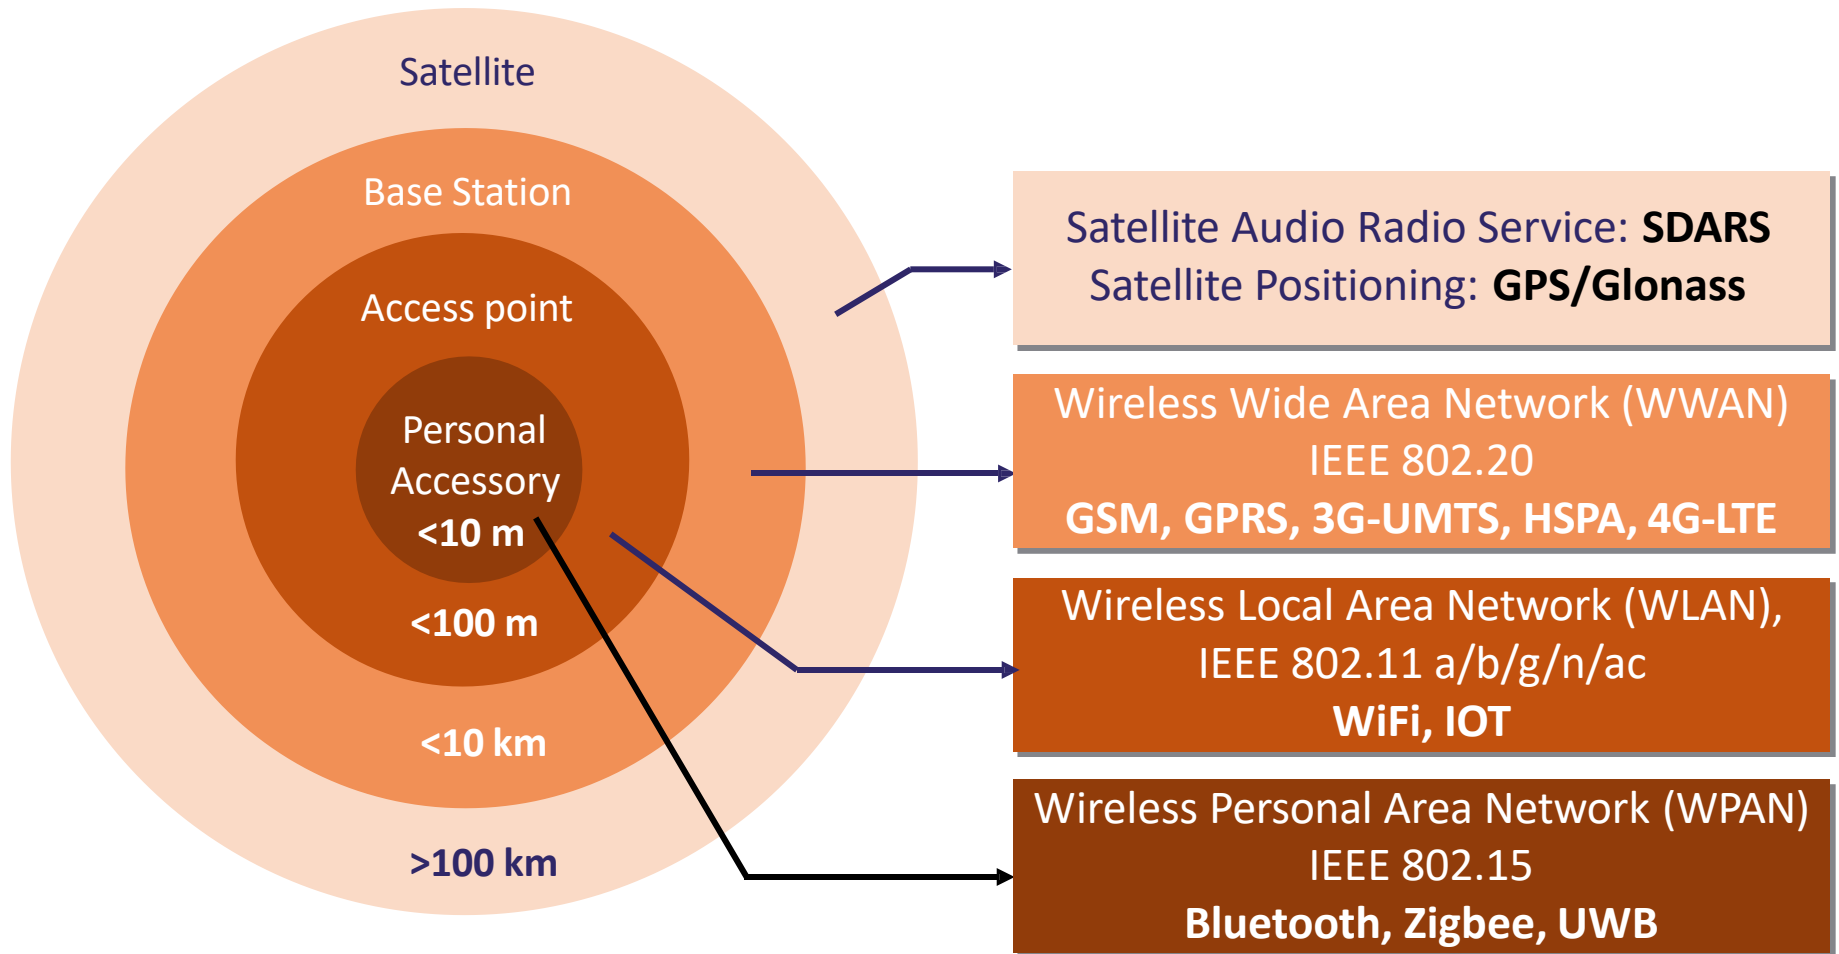 Satellite
Base Station
Access point
Personal
Accessory
<10 m
<100 m
<10 km
>100 km
Satellite Audio Radio Service: SDARS
Satellite Positioning: GPS/Glonass
Wireless Wide Area Network (WWAN)
IEEE 802.20
GSM, GPRS, 3G-UMTS, HSPA, 4G-LTE
Wireless Local Area Network (WLAN),
IEEE 802.11 a/b/g/n/ac
WiFi, IOT
Wireless Personal Area Network (WPAN)
IEEE 802.15
Bluetooth, Zigbee, UWB